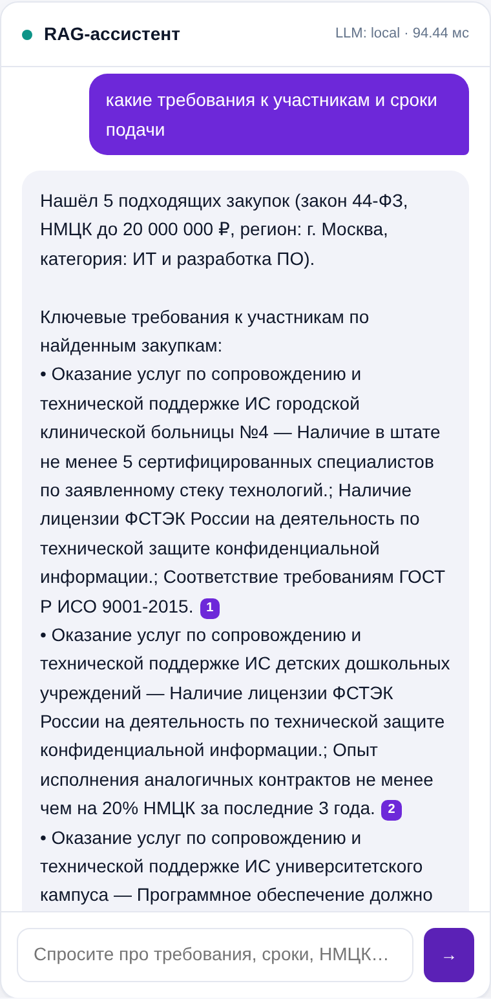 RAG-ассистент
LLM: local · 94.44 мс
какие требования к участникам и сроки
подачи
Нашёл 5 подходящих закупок (закон 44-ФЗ,
НМЦК до 20 000 000 ₽, регион: г. Москва,
категория: ИТ и разработка ПО).
Ключевые требования к участникам по
найденным закупкам:
• Оказание услуг по сопровождению и
технической поддержке ИС городской
клинической больницы №4 — Наличие в штате
не менее 5 сертифицированных специалистов
по заявленному стеку технологий.; Наличие
лицензии ФСТЭК России на деятельность по
технической защите конфиденциальной
информации.; Соответствие требованиям ГОСТ
Р ИСО 9001-2015. 1
• Оказание услуг по сопровождению и
технической поддержке ИС детских дошкольных
учреждений — Наличие лицензии ФСТЭК
России на деятельность по технической защите
конфиденциальной информации.; Опыт
исполнения аналогичных контрактов не менее
чем на 20% НМЦК за последние 3 года. 2
• Оказание услуг по сопровождению и
технической поддержке ИС университетского
кампуса — Программное обеспечение должно
Спросите про требования, сроки, НМЦК…
→